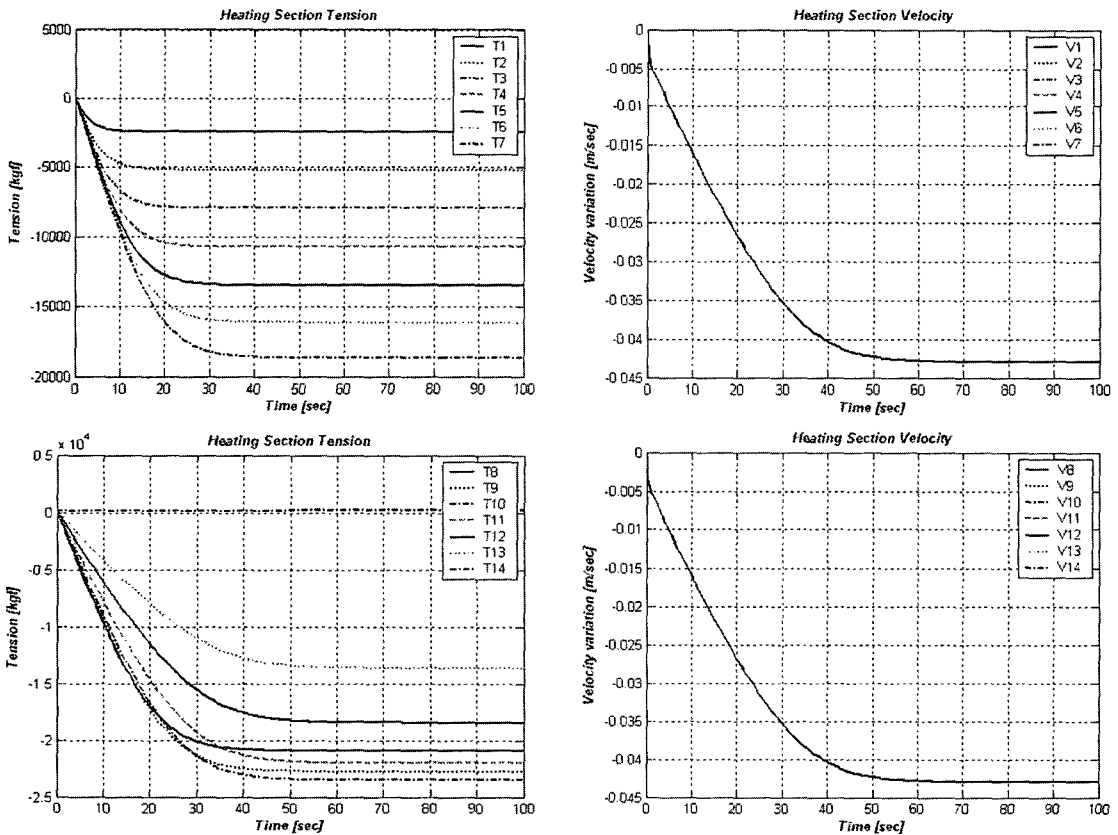 Heating Section Tension
5000
0
-5000
-10000
-15000
-20000
Tension [kgf]
0 10 20 30 40 50 60 70 80 90 100
Time [sec]
T1
T2
T3
T4
T5
T6
T7
Heating Section Velocity
0
-0.005
-0.01
-0.015
-0.02
-0.025
-0.03
-0.035
-0.04
-0.045
Velocity variation [m/sec]
0 10 20 30 40 50 60 70 80 90 100
Time [sec]
V1
V2
V3
V4
V5
V6
V7
Heating Section Tension
x 10^4
0.5
0
-0.5
-1
-1.5
-2
-2.5
Tension [kgf]
0 10 20 30 40 50 60 70 80 90 100
Time [sec]
T8
T9
T10
T11
T12
T13
T14
Heating Section Velocity
0
-0.005
-0.01
-0.015
-0.02
-0.025
-0.03
-0.035
-0.04
-0.045
Velocity variation [m/sec]
0 10 20 30 40 50 60 70 80 90 100
Time [sec]
V8
V9
V10
V11
V12
V13
V14